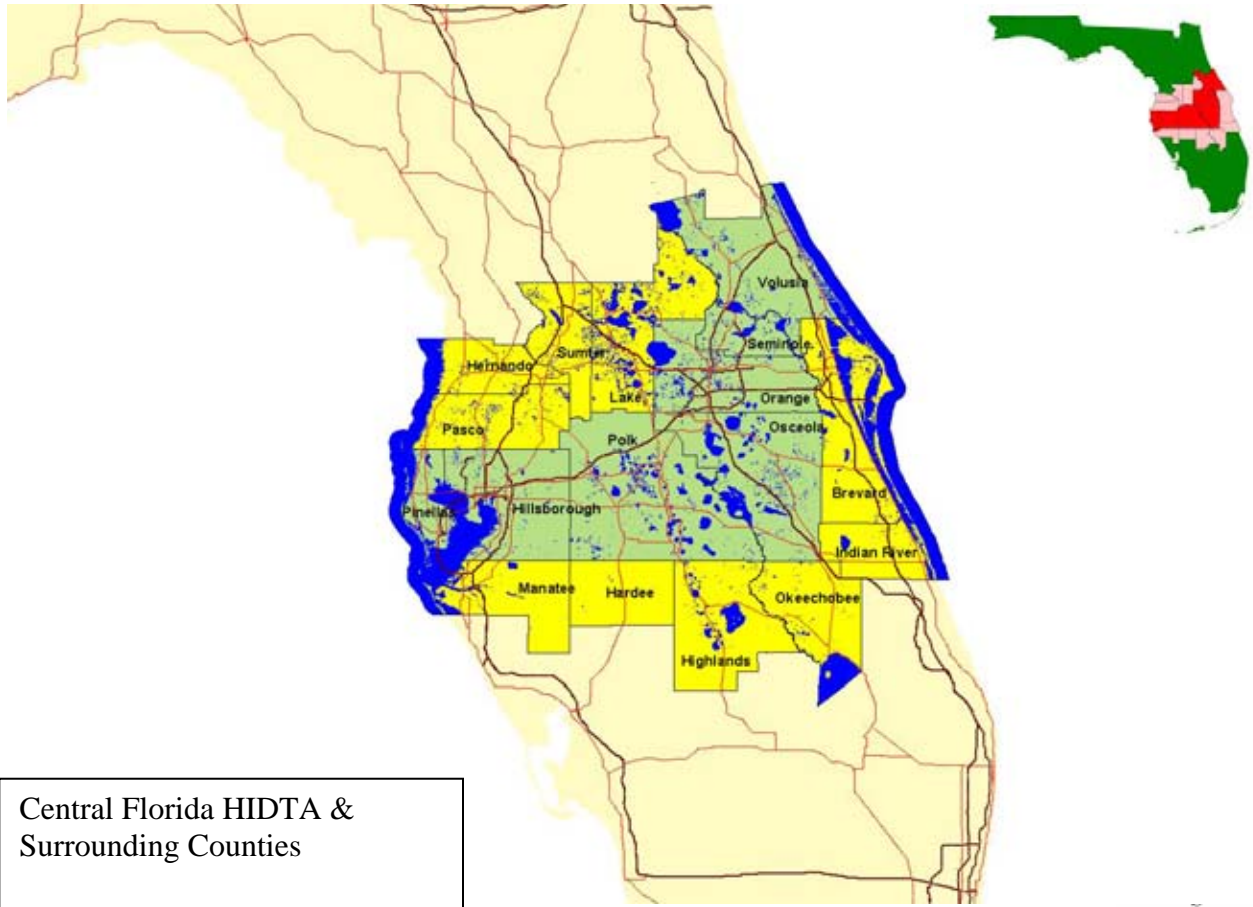 Volusia
Seminole
Hernando
Sumter
Lake
Orange
Pasco
Polk
Osceola
Brevard
Pinellas
Hillsborough
Indian River
Manatee
Hardee
Okeechobee
Highlands
Central Florida HIDTA &
Surrounding Counties